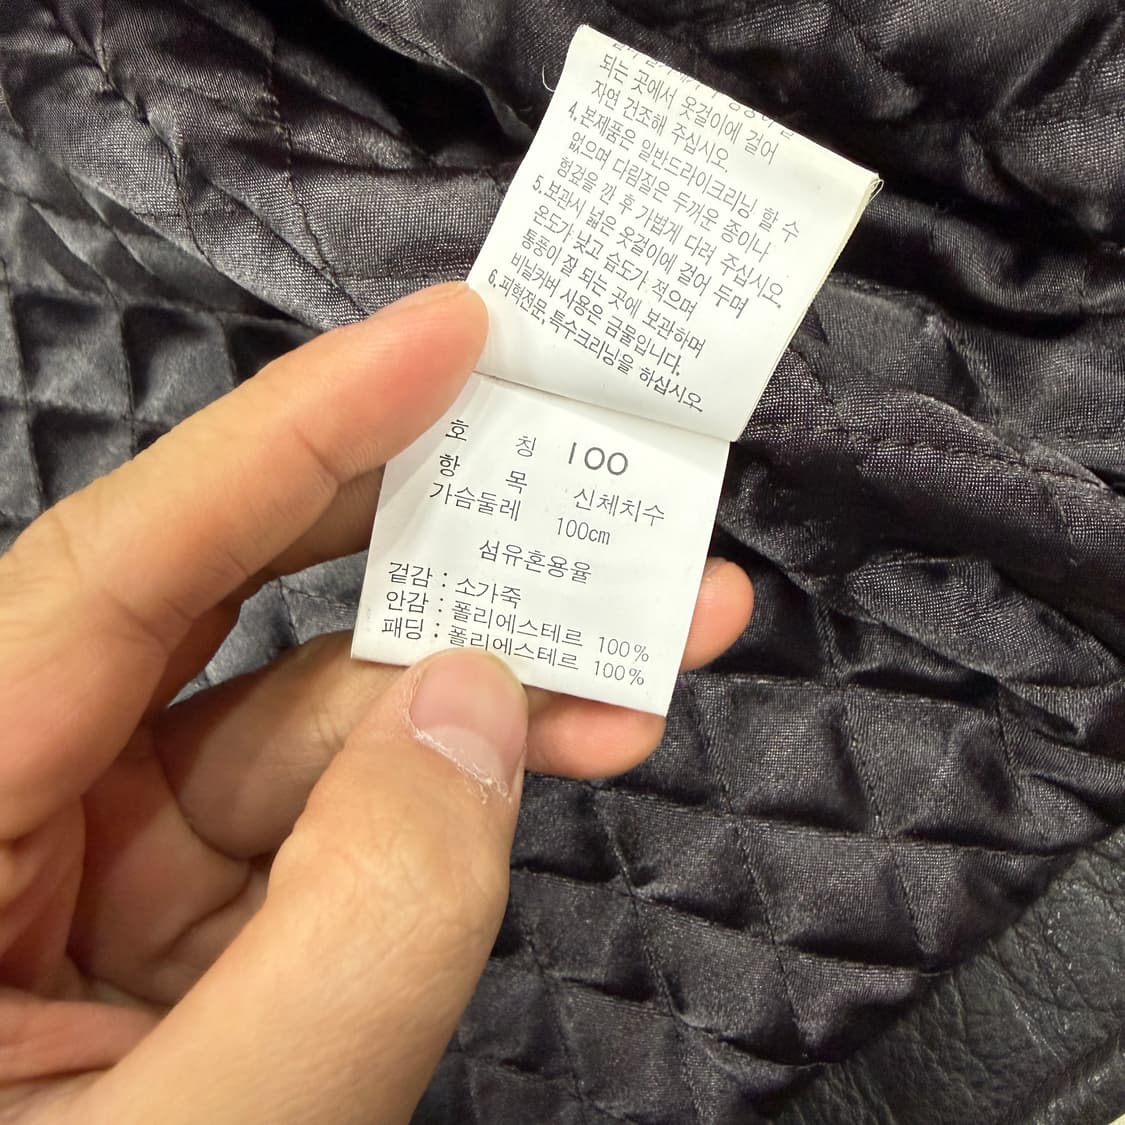 되는 곳에서 옷걸이에 걸어
자연 건조해 주십시오.
4.본제품은 일반드라이크리닝 할 수
없으며 다림질은 두꺼운 종이나
헝겊을 낀 후 가볍게 다려 주십시오.
5.보관시 넓은 옷걸이에 걸어 두며
온도가 낮고 습도가 적으며
통풍이 잘 되는 곳에 보관하며
비닐카바 사용은 금물입니다.
6.피혁전문,특수크리닝을 하십시오.
호 칭 100
항 목 신체치수
가슴둘레 100cm
섬유혼용율
겉감 : 소가죽
안감 : 폴리에스테르 100%
패딩 : 폴리에스테르 100%